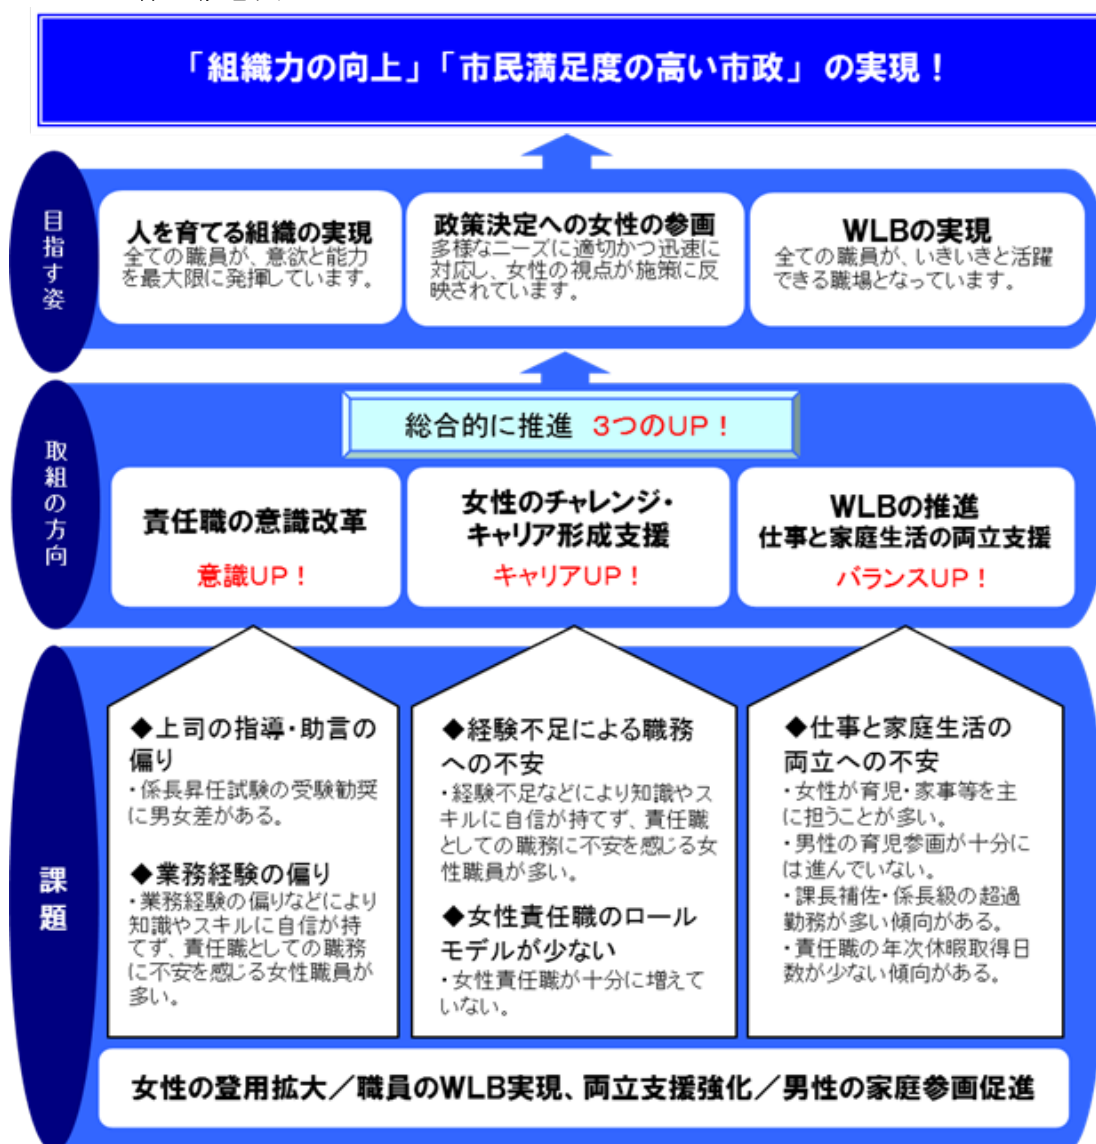 「組織力の向上」「市民満足度の高い市政」 の実現！
目指す姿
人を育てる組織の実現
全ての職員が、意欲と能力
を最大限に発揮しています。
政策決定への女性の参画
多様なニーズに適切かつ迅速に
対応し、女性の視点が施策に反
映されています。
WLBの実現
全ての職員が、いきいきと活躍
できる職場となっています。
取組の方向
総合的に推進 3つのUP！
責任職の意識改革
意識UP！
女性のチャレンジ・
キャリア形成支援
キャリアUP！
WLBの推進
仕事と家庭生活の両立支援
バランスUP！
課題
◆上司の指導・助言の
偏り
・係長昇任試験の受験勧奨
に男女差がある。
◆業務経験の偏り
・業務経験の偏りなどにより
知識やスキルに自信が持
てず、責任職としての職務
に不安を感じる女性職員が
多い。
◆経験不足による職務
への不安
・経験不足などにより知識やス
キルに自信が持てず、責任職
としての職務に不安を感じる女
性職員が多い。
◆女性責任職のロール
モデルが少ない
・女性責任職が十分に増えて
いない。
◆仕事と家庭生活の
両立への不安
・女性が育児・家事等を主
に担うことが多い。
・男性の育児参画が十分に
は進んでいない。
・課長補佐・係長級の超過
勤務が多い傾向がある。
・責任職の年次休暇取得日
数が少ない傾向がある。
女性の登用拡大／職員のWLB実現、両立支援強化／男性の家庭参画促進